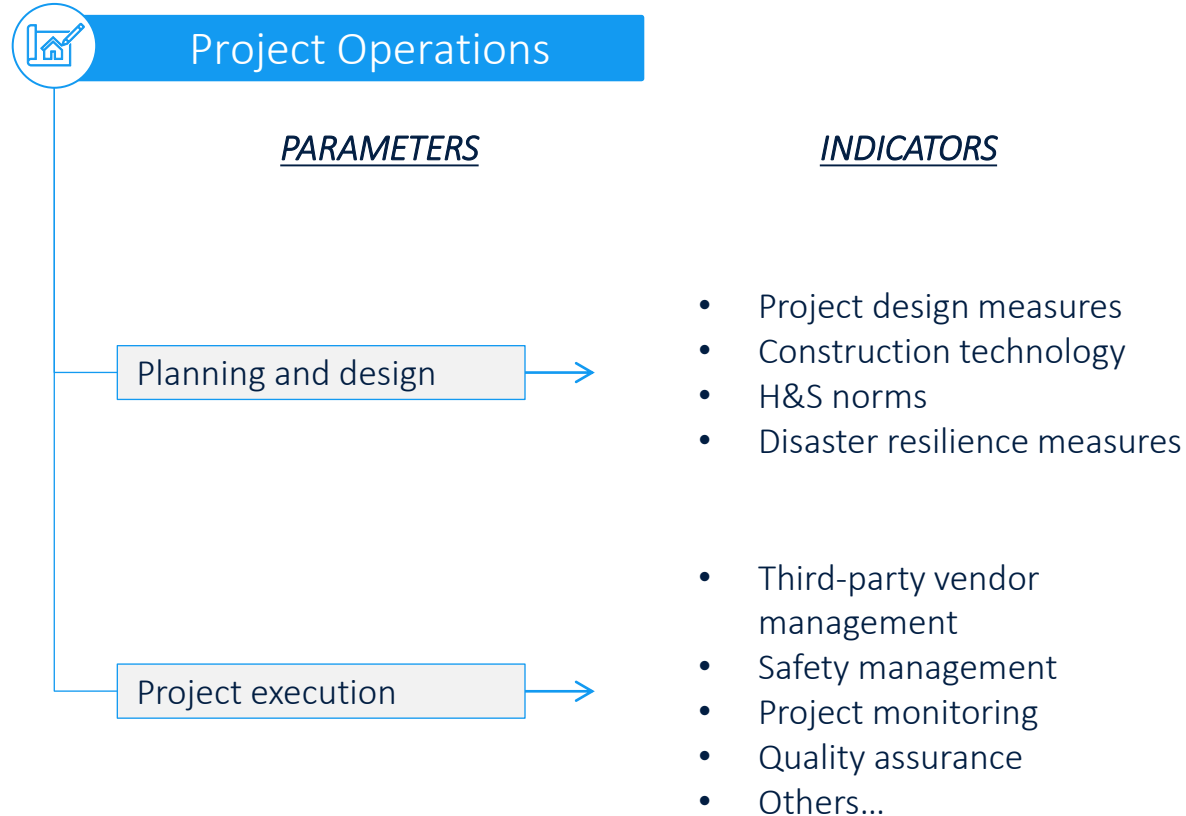 Project Operations
PARAMETERS
INDICATORS
Planning and design
• Project design measures
• Construction technology
• H&S norms
• Disaster resilience measures
Project execution
• Third-party vendor
management
• Safety management
• Project monitoring
• Quality assurance
• Others...